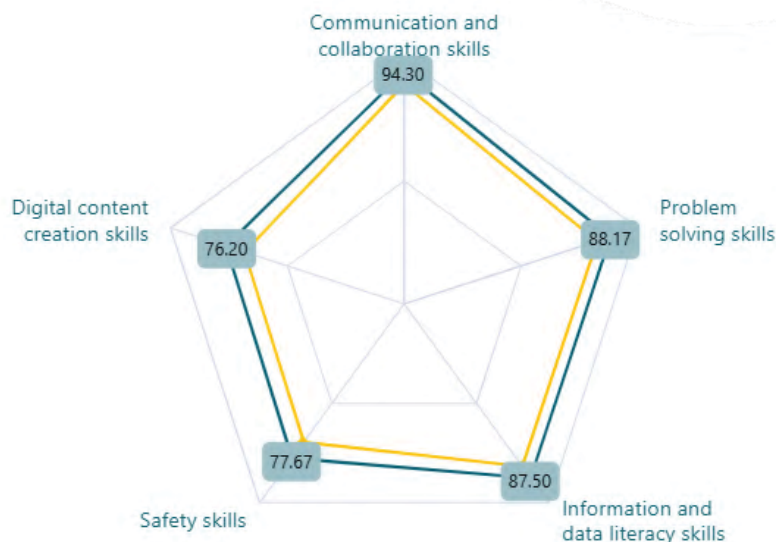 Communication and
collaboration skills
94.30
Digital content
creation skills
76.20
Problem
solving skills
88.17
77.67
87.50
Safety skills
Information and
data literacy skills